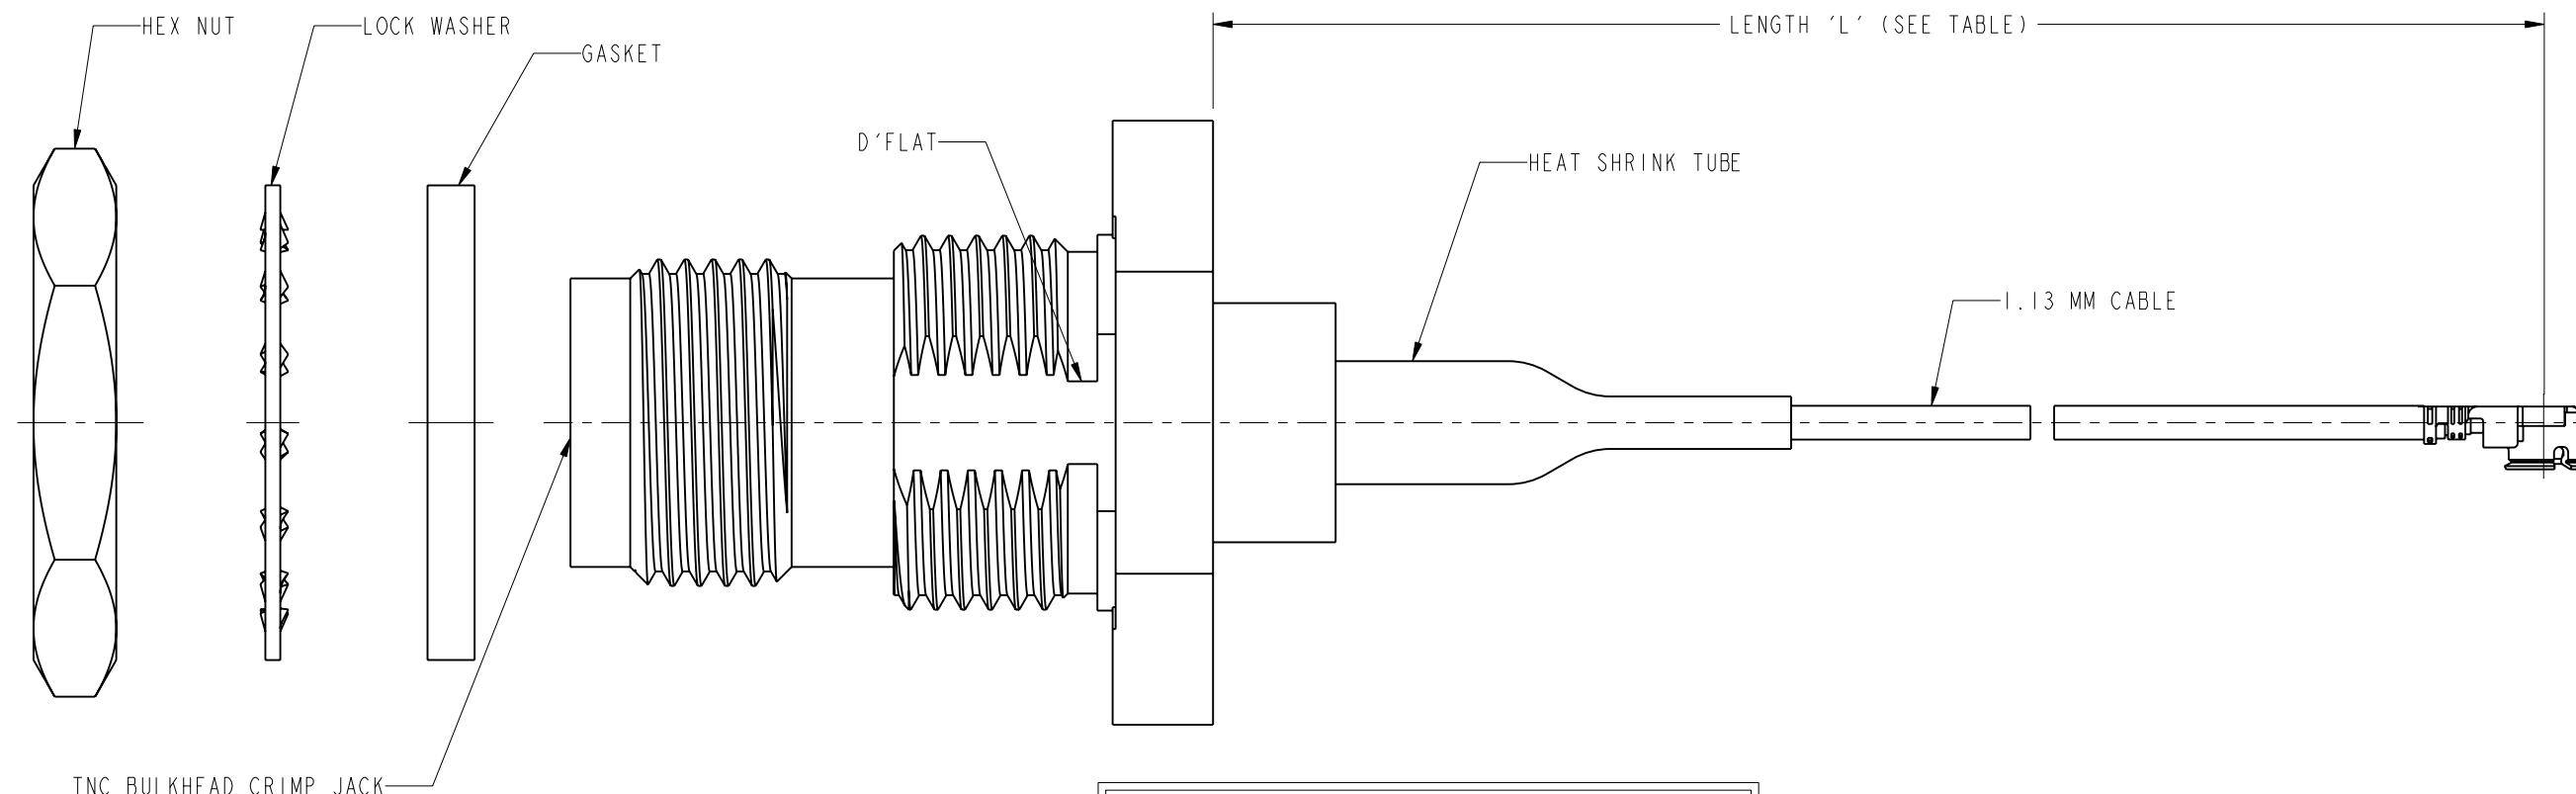 HEX NUT
LOCK WASHER
GASKET
LENGTH 'L' (SEE TABLE)
D'FLAT
HEAT SHRINK TUBE
1.13 MM CABLE
TNC BULKHEAD CRIMP JACK